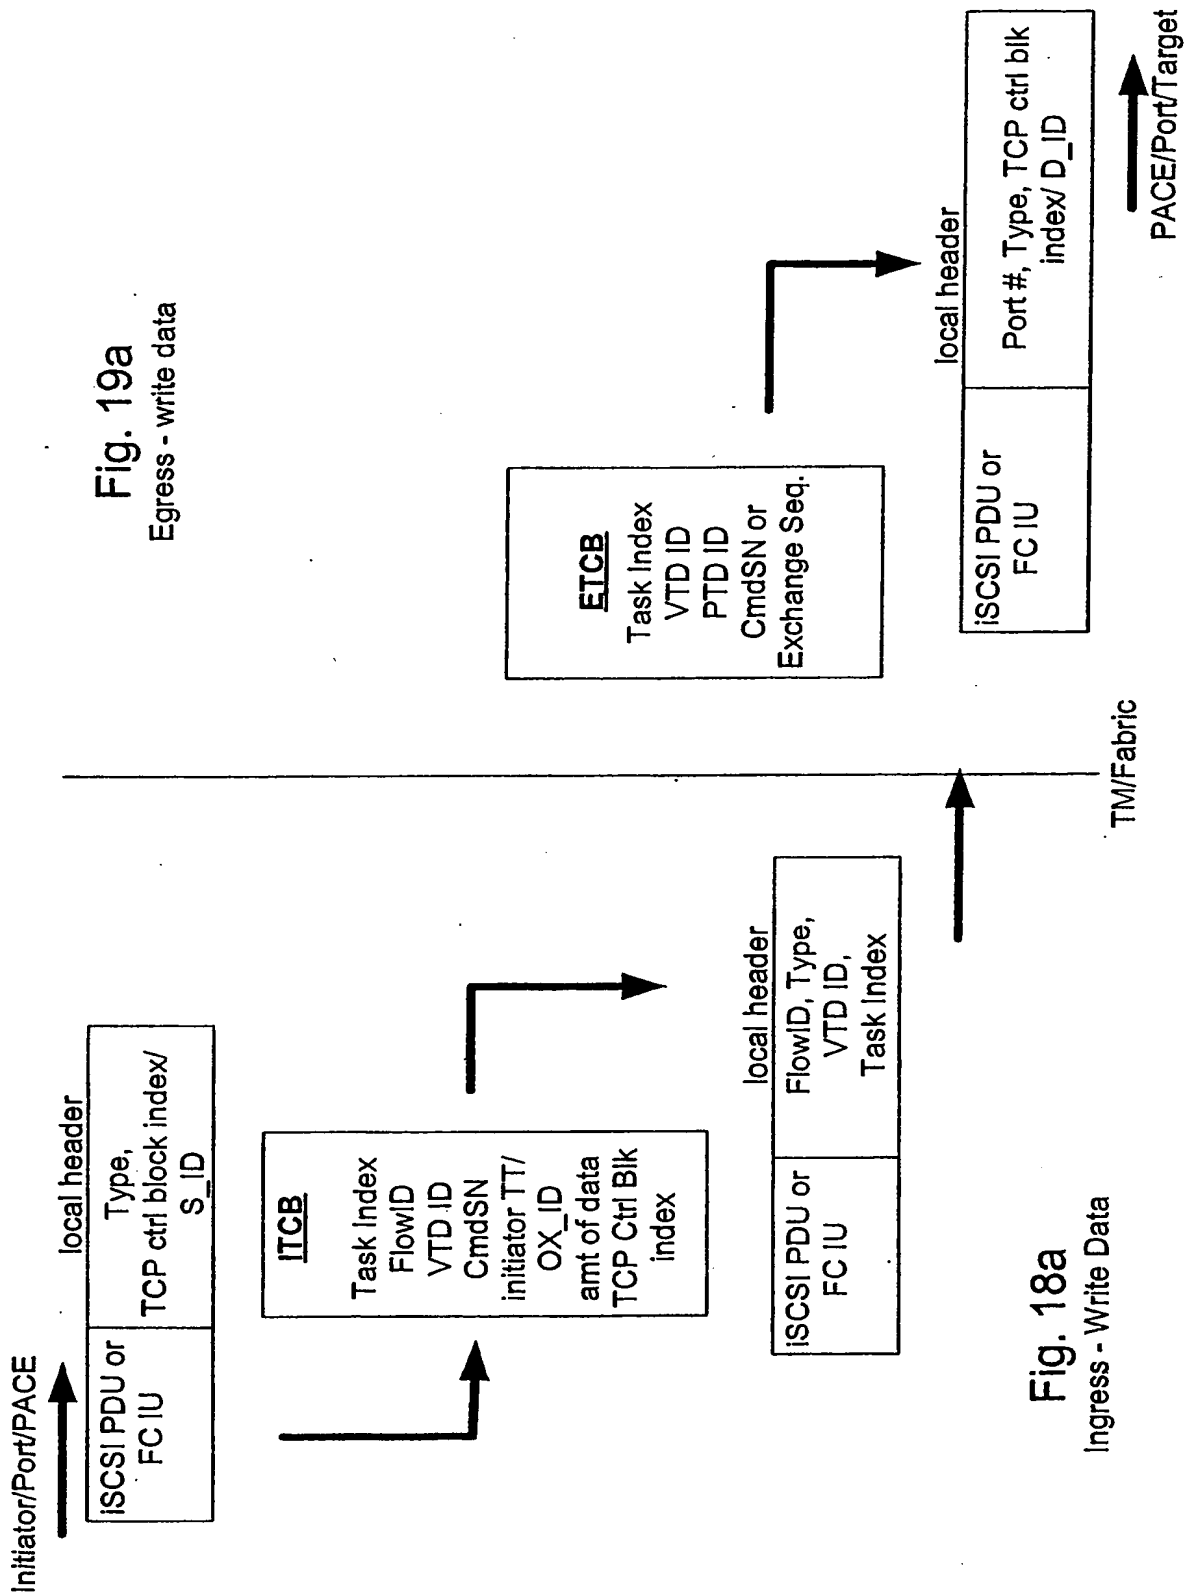 Initiator/Port/PACE
local header
iSCSI PDU or
FC IU
Type,
TCP ctrl block index/
S_ID
ITCB
Task Index
FlowID
VTD ID
CmdSN
initiator TT/
OX_ID
amt of data
TCP Ctrl Blk
index
local header
iSCSI PDU or
FC IU
FlowID, Type,
VTD ID,
Task Index
Fig. 18a
Ingress - Write Data
TM/Fabric
Fig. 19a
Egress - write data
ETCB
Task Index
VTD ID
PTD ID
CmdSN or
Exchange Seq.
local header
iSCSI PDU or
FC IU
Port #, Type, TCP ctrl blk
index/ D_ID
PACE/Port/Target